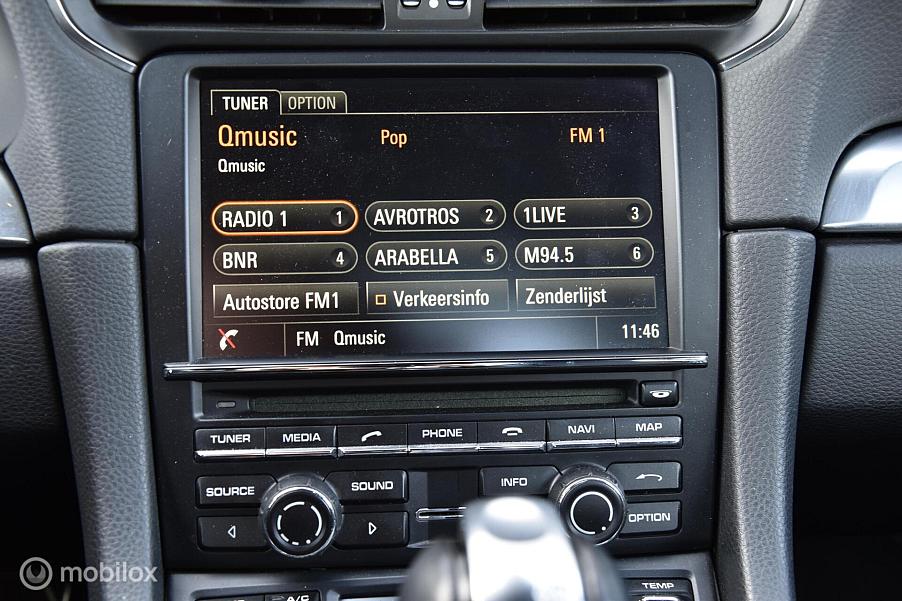 TUNER OPTION
Qmusic Pop FM 1
Qmusic
RADIO 1 1 AVROTROS 2 1LIVE 3
BNR 4 ARABELLA 5 M94.5 6
Autostore FM1 Verkeersinfo Zenderlijst
FM Qmusic 11:46
TUNER MEDIA PHONE NAVI MAP
SOURCE SOUND INFO
OPTION
mobilox
A/C TEMP